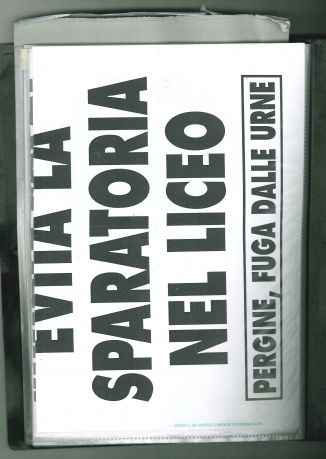 EVITA LA
SPARATORIA
NEL LICEO
PERGINE, FUGA DALLE URNE